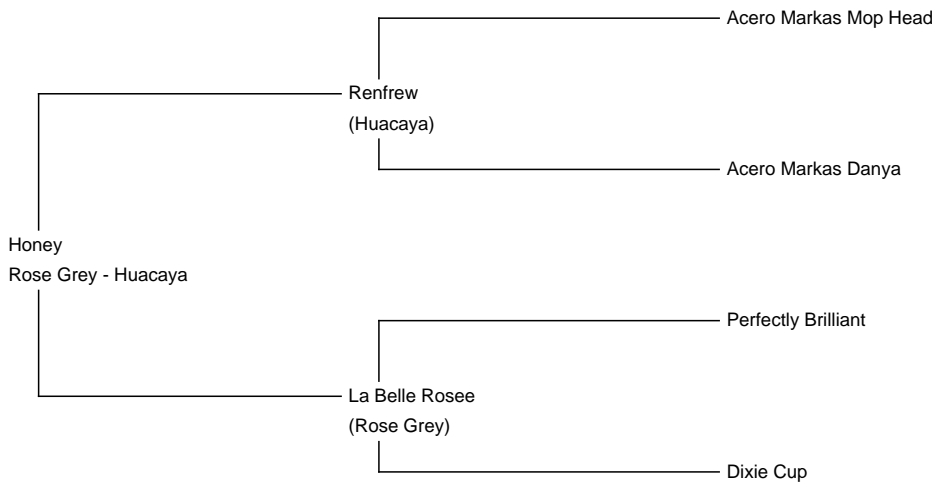 Acero Markas Mop Head
Renfrew
(Huacaya)
Acero Markas Danya
Honey
Rose Grey - Huacaya
Perfectly Brilliant
La Belle Rosee
(Rose Grey)
Dixie Cup